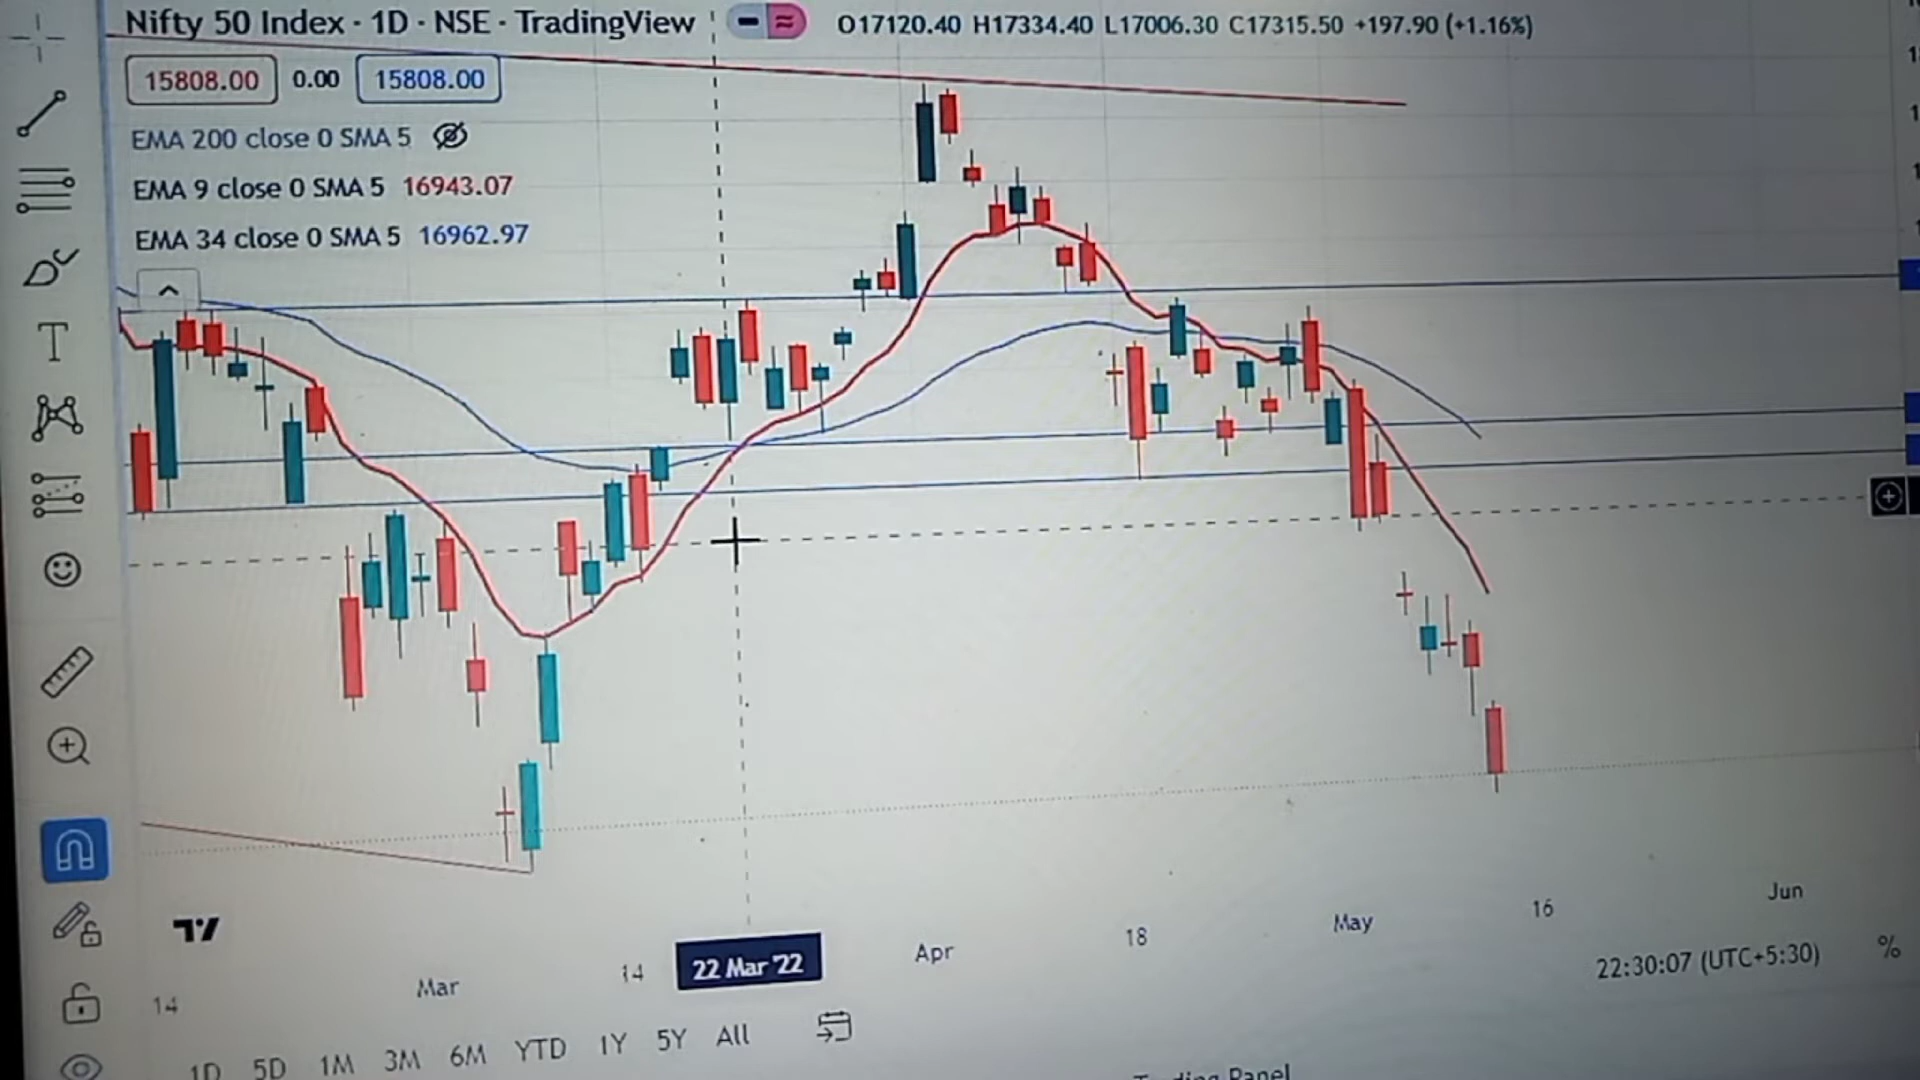 Nifty 50 Index · 1D · NSE · TradingView O17120.40 H17334.40 L17006.30 C17315.50 +197.90 (+1.16%)
15808.00 0.00 15808.00
EMA 200 close 0 SMA 5
EMA 9 close 0 SMA 5 16943.07
EMA 34 close 0 SMA 5 16962.97
14 Mar 14 22 Mar '22 Apr 18 May 16 Jun
22:30:07 (UTC+5:30) %
1D 5D 1M 3M 6M YTD 1Y 5Y All
Trading Panel